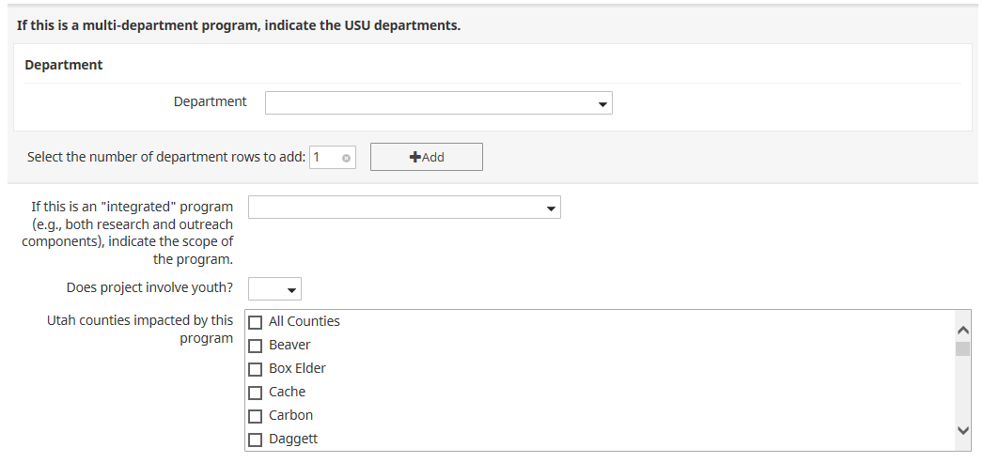 If this is a multi-department program, indicate the USU departments.
Department
Department
Select the number of department rows to add: 1 Add
If this is an "integrated" program
(e.g., both research and outreach
components), indicate the scope of
the program.
Does project involve youth?
Utah counties impacted by this
program
All Counties
Beaver
Box Elder
Cache
Carbon
Daggett